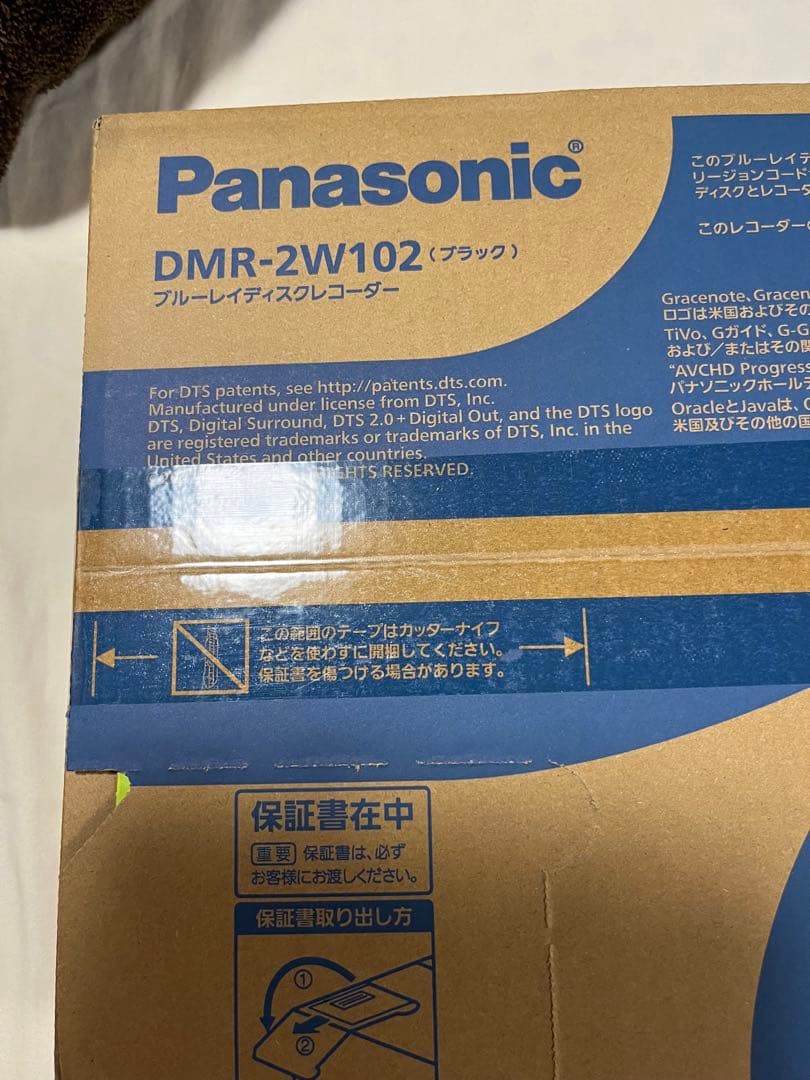 Panasonic®
DMR-2W102（ブラック）
ブルーレイディスクレコーダー
このブルーレイデ
リージョンコード
ディスクとレコーダ
このレコーダーの
Gracenote、Gracen
ロゴは米国およびその
TiVo、Gガイド、G-G
および/またはその関
"AVCHD Progress
パナソニックホール
OracleとJavaは、
米国及びその他の国
For DTS patents, see http://patents.dts.com.
Manufactured under license from DTS, Inc.
DTS, Digital Surround, DTS 2.0+Digital Out, and the DTS logo
are registered trademarks or trademarks of DTS, Inc. in the
United States and other countries.
RIGHTS RESERVED.
この範囲のテープはカッターナイフ
などを使わずに開梱してください。
保証書を傷つける場合があります。
保証書在中
重要 保証書は、必ず
お客様にお渡しください。
保証書取り出し方
①
②